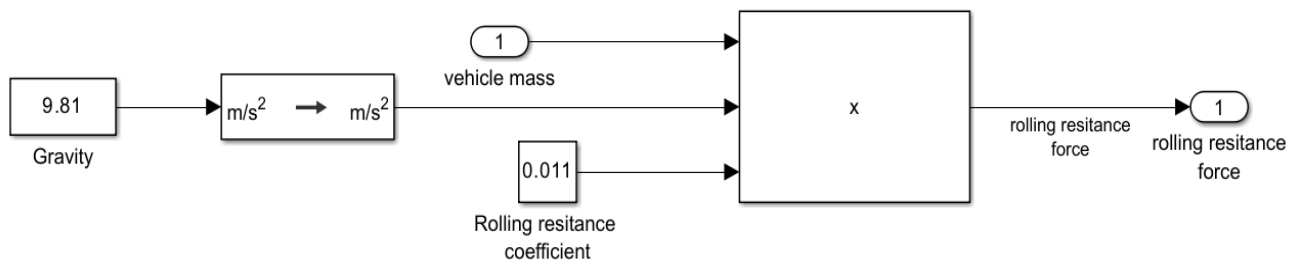 1
vehicle mass
9.81
Gravity
m/s²
m/s²
0.011
Rolling resitance
coefficient
x
rolling resitance
force
1
rolling resitance
force